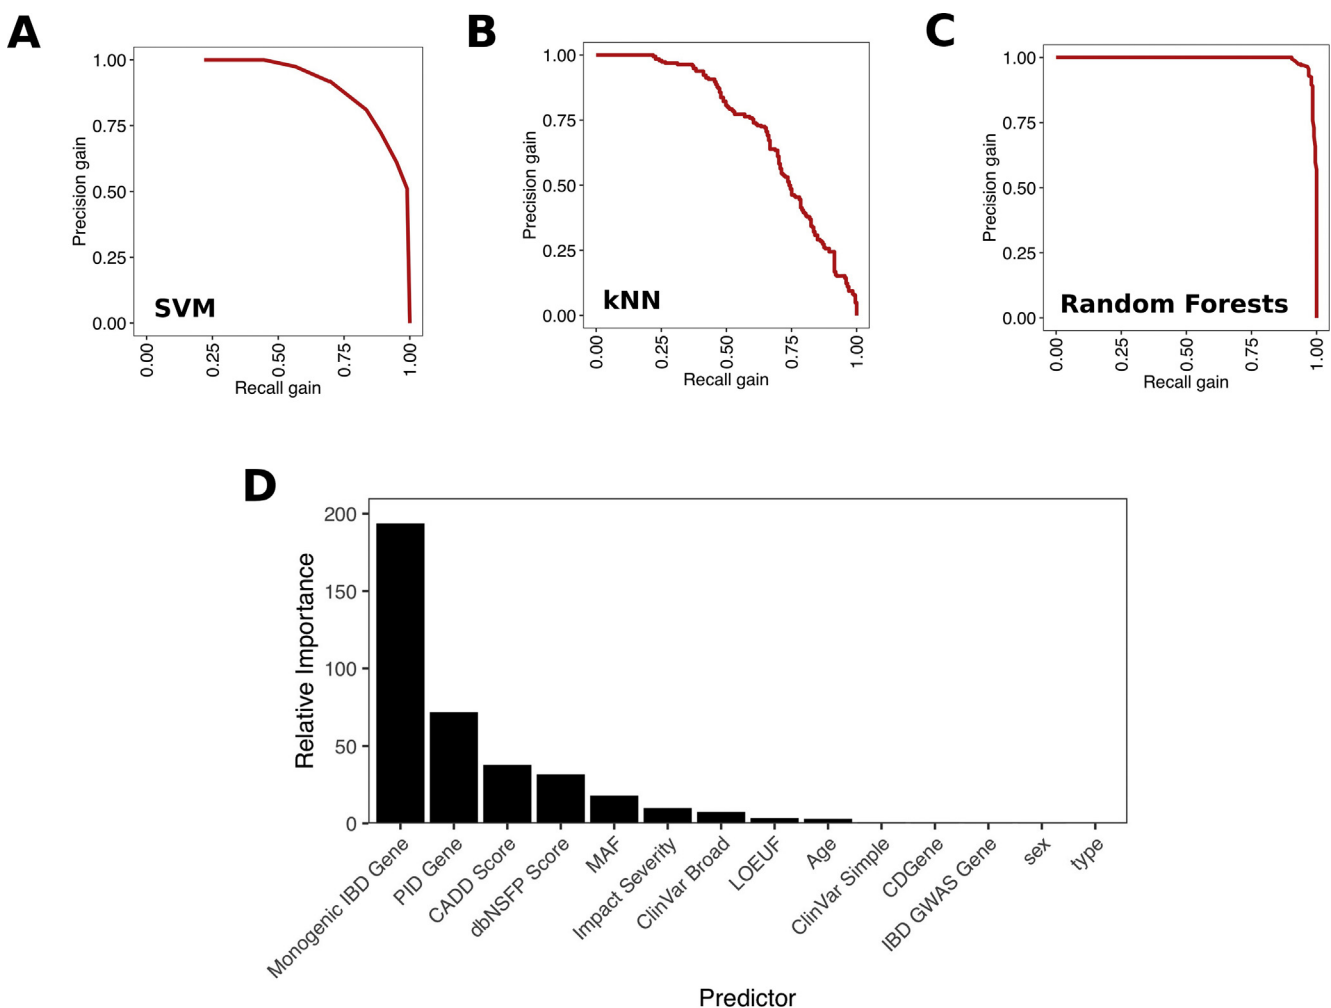 A
1.00
0.75
0.50
0.25
0.00
Precision gain
SVM
0.00
0.25
0.50
0.75
1.00
Recall gain
B
1.00
0.75
0.50
0.25
0.00
Precision gain
kNN
0.00
0.25
0.50
0.75
1.00
Recall gain
C
1.00
0.75
0.50
0.25
0.00
Precision gain
Random Forests
0.00
0.25
0.50
0.75
1.00
Recall gain
D
200
150
100
50
0
Relative Importance
Monogenic IBD Gene
PID Gene
CADD Score
dbNSFP Score
MAF
Impact Severity
ClinVar Broad
LOEUF
Age
ClinVar Simple
CDGene
IBD GWAS Gene
sex
type
Predictor